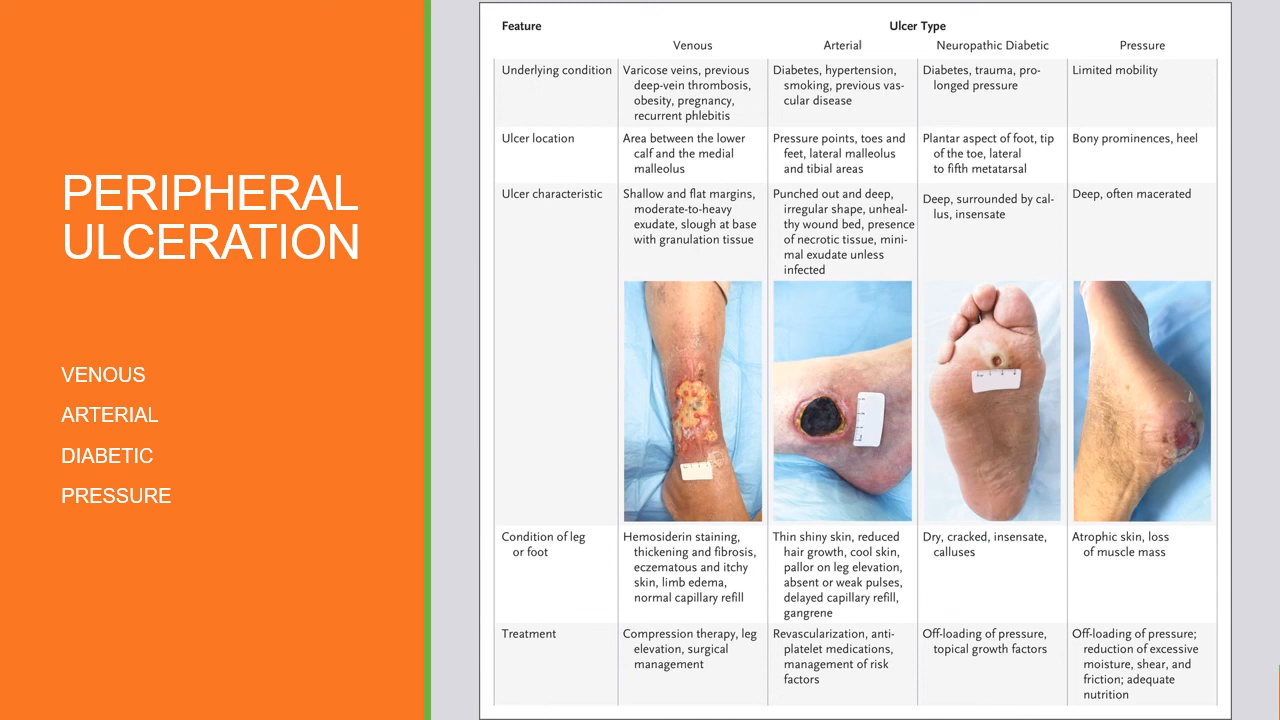 PERIPHERAL
ULCERATION
VENOUS
ARTERIAL
DIABETIC
PRESSURE
Feature
Ulcer Type
Venous
Arterial
Neuropathic Diabetic
Pressure
Underlying condition
Varicose veins, previous
deep-vein thrombosis,
obesity, pregnancy,
recurrent phlebitis
Diabetes, hypertension,
smoking, previous vas-
cular disease
Diabetes, trauma, pro-
longed pressure
Limited mobility
Ulcer location
Area between the lower
calf and the medial
malleolus
Pressure points, toes and
feet, lateral malleolus
and tibial areas
Plantar aspect of foot, tip
of the toe, lateral
to fifth metatarsal
Bony prominences, heel
Ulcer characteristic
Shallow and flat margins,
moderate-to-heavy
exudate, slough at base
with granulation tissue
Punched out and deep,
irregular shape, unheal-
thy wound bed, presence
of necrotic tissue, mini-
mal exudate unless
infected
Deep, surrounded by cal-
lus, insensate
Deep, often macerated
Condition of leg
or foot
Hemosiderin staining,
thickening and fibrosis,
eczematous and itchy
skin, limb edema,
normal capillary refill
Thin shiny skin, reduced
hair growth, cool skin,
pallor on leg elevation,
absent or weak pulses,
delayed capillary refill,
gangrene
Dry, cracked, insensate,
calluses
Atrophic skin, loss
of muscle mass
Treatment
Compression therapy, leg
elevation, surgical
management
Revascularization, anti-
platelet medications,
management of risk
factors
Off-loading of pressure,
topical growth factors
Off-loading of pressure;
reduction of excessive
moisture, shear, and
friction; adequate
nutrition